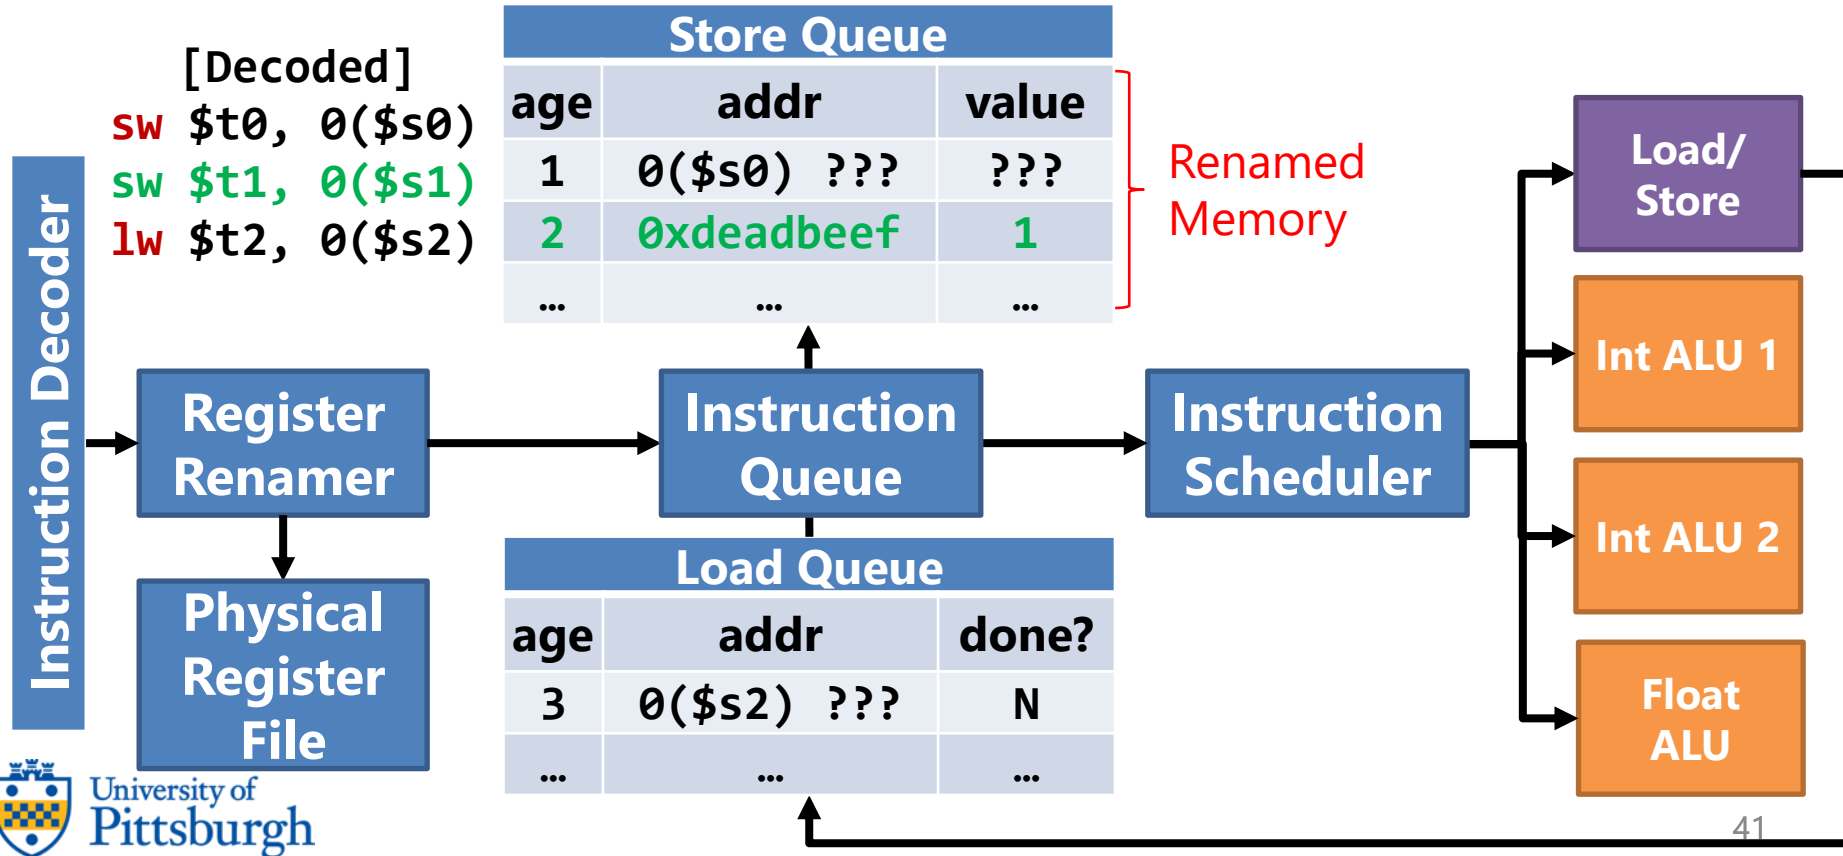 [Decoded]
sw $t0, 0($s0)
sw $t1, 0($s1)
lw $t2, 0($s2)
Store Queue
age addr value
1 0($s0) ??? ???
2 0xdeadbeef 1
… … …
Renamed
Memory
Instruction Decoder
Register
Renamer
Physical
Register
File
Instruction
Queue
Instruction
Scheduler
Load Queue
age addr done?
3 0($s2) ??? N
… … …
Load/
Store
Int ALU 1
Int ALU 2
Float
ALU
University of
Pittsburgh
41